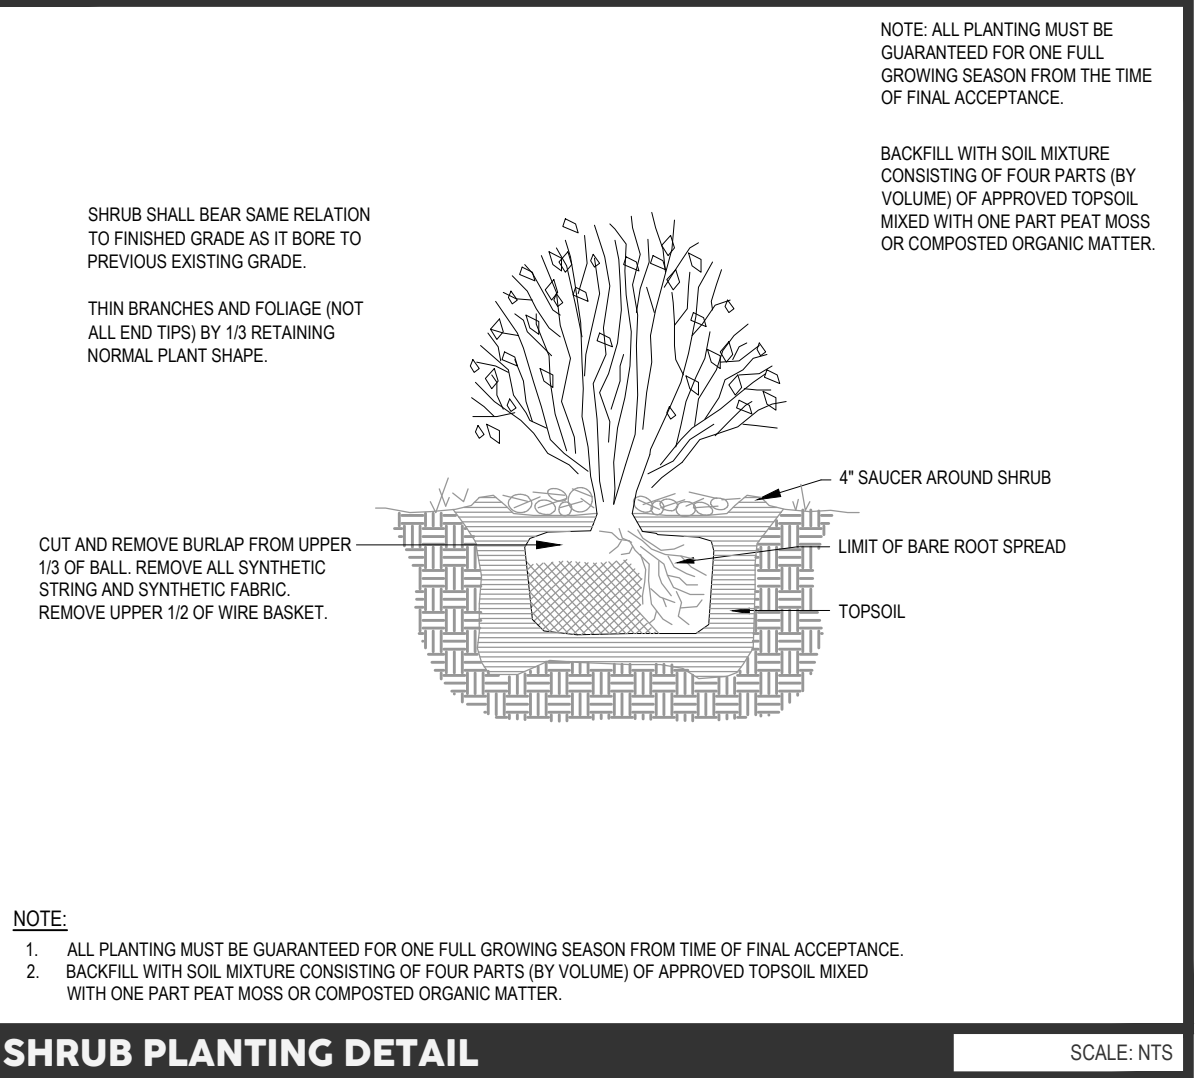 NOTE: ALL PLANTING MUST BE
GUARANTEED FOR ONE FULL
GROWING SEASON FROM THE TIME
OF FINAL ACCEPTANCE.
BACKFILL WITH SOIL MIXTURE
CONSISTING OF FOUR PARTS (BY
VOLUME) OF APPROVED TOPSOIL
MIXED WITH ONE PART PEAT MOSS
OR COMPOSTED ORGANIC MATTER.
SHRUB SHALL BEAR SAME RELATION
TO FINISHED GRADE AS IT BORE TO
PREVIOUS EXISTING GRADE.
THIN BRANCHES AND FOLIAGE (NOT
ALL END TIPS) BY 1/3 RETAINING
NORMAL PLANT SHAPE.
4" SAUCER AROUND SHRUB
CUT AND REMOVE BURLAP FROM UPPER
1/3 OF BALL. REMOVE ALL SYNTHETIC
STRING AND SYNTHETIC FABRIC.
REMOVE UPPER 1/2 OF WIRE BASKET.
LIMIT OF BARE ROOT SPREAD
TOPSOIL
NOTE:
1. ALL PLANTING MUST BE GUARANTEED FOR ONE FULL GROWING SEASON FROM TIME OF FINAL ACCEPTANCE.
2. BACKFILL WITH SOIL MIXTURE CONSISTING OF FOUR PARTS (BY VOLUME) OF APPROVED TOPSOIL MIXED
WITH ONE PART PEAT MOSS OR COMPOSTED ORGANIC MATTER.
SHRUB PLANTING DETAIL
SCALE: NTS